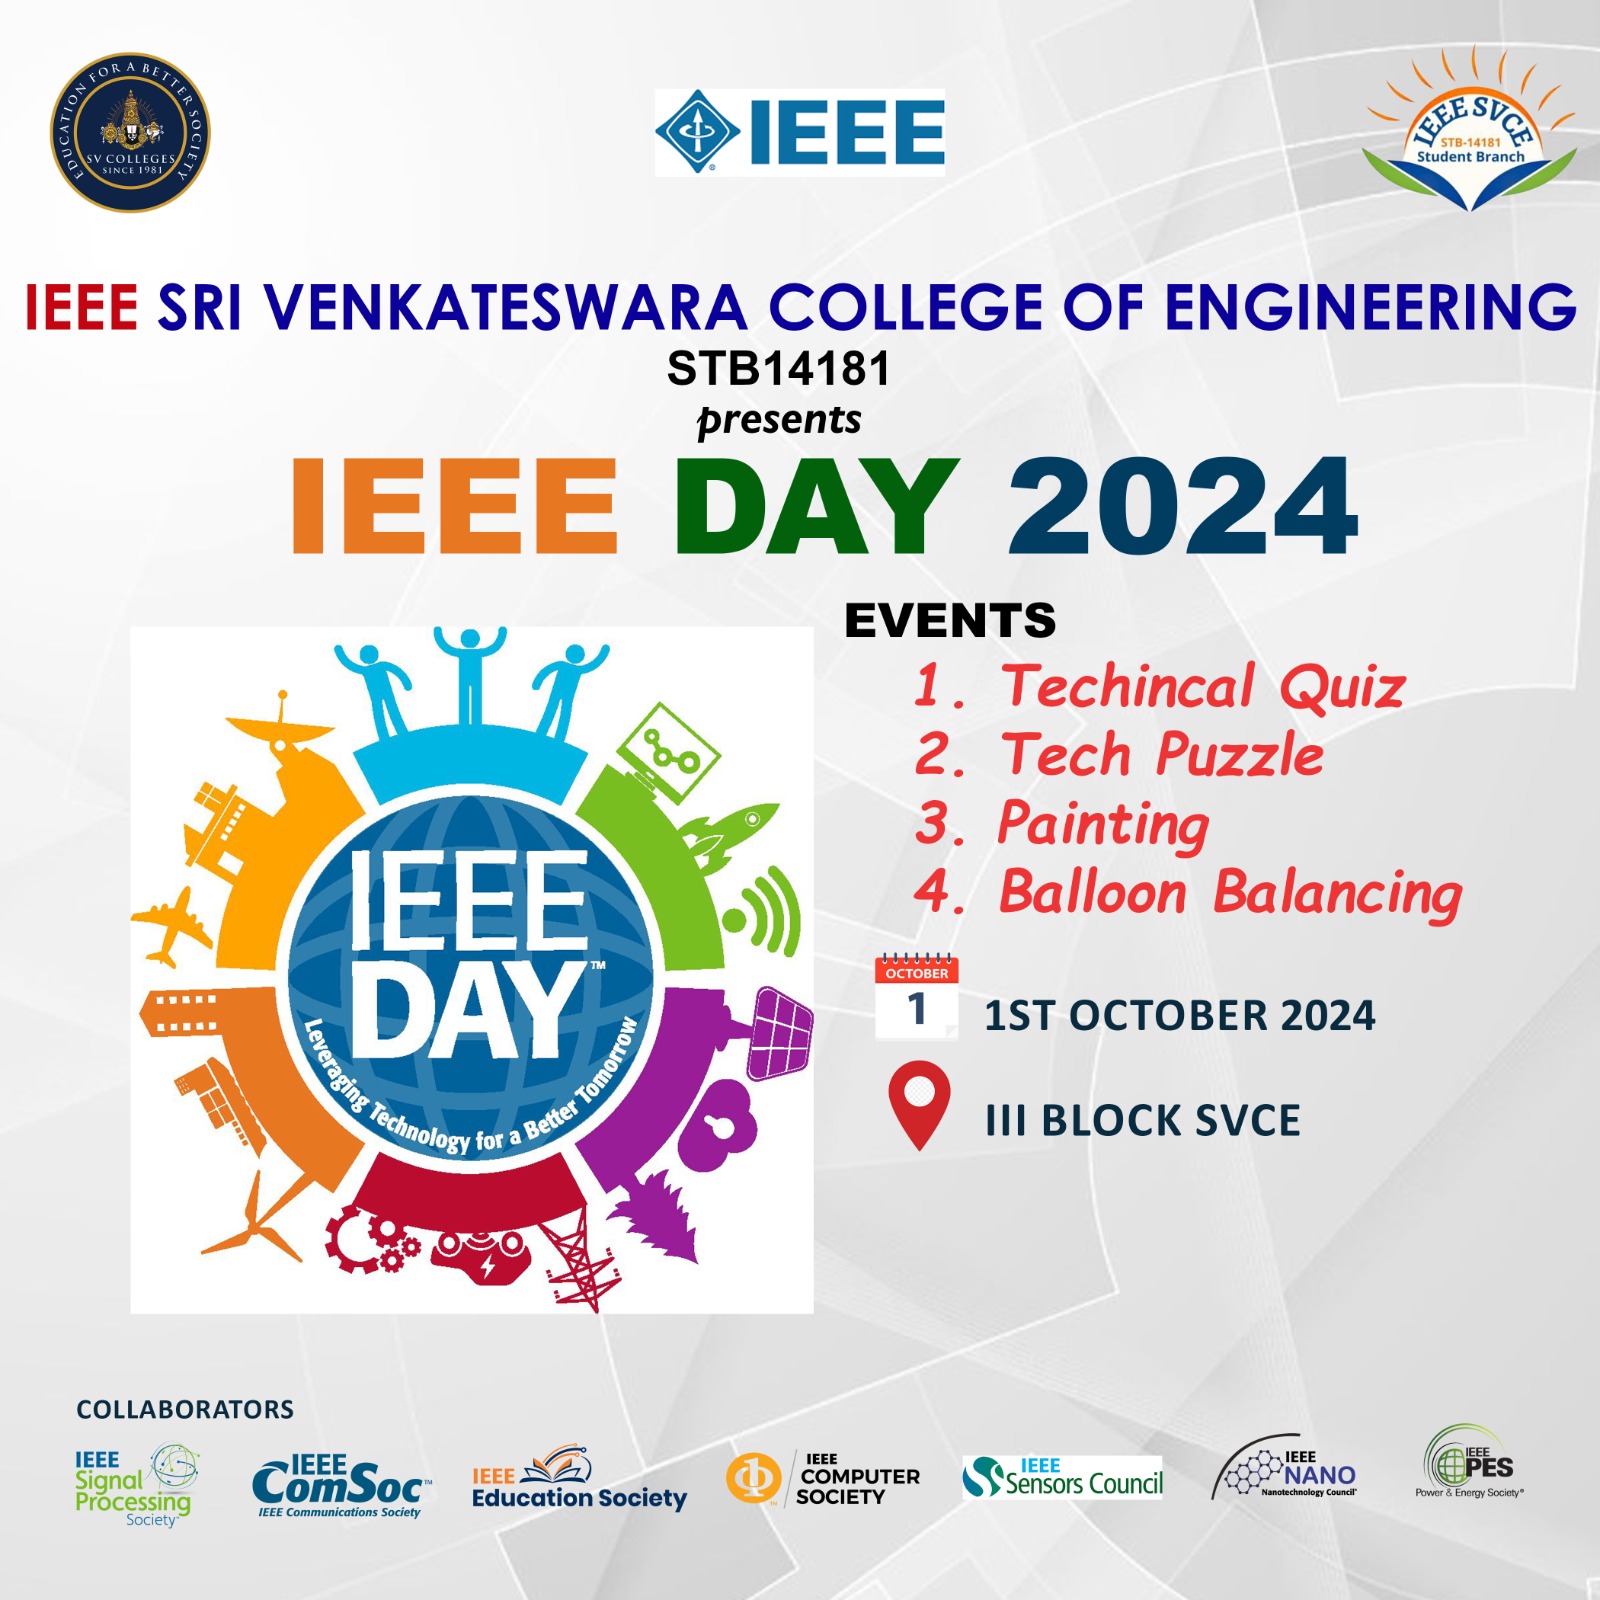 EDUCATION FOR A BETTER SOCIETY
SV COLLEGES
SINCE 1981
IEEE
IEEE SVCE
STB-14181
Student Branch
IEEE SRI VENKATESWARA COLLEGE OF ENGINEERING
STB14181
presents
IEEE DAY 2024
EVENTS
1. Techincal Quiz
2. Tech Puzzle
3. Painting
4. Balloon Balancing
IEEE
DAY™
Leveraging Technology for a Better Tomorrow
OCTOBER
1
1ST OCTOBER 2024
III BLOCK SVCE
COLLABORATORS
IEEE
Signal
Processing
Society™
IEEE
ComSoc™
IEEE Communications Society
IEEE
Education Society
IEEE
COMPUTER
SOCIETY
IEEE
Sensors Council
IEEE
NANO
Nanotechnology Council™
IEEE
PES
Power & Energy Society®